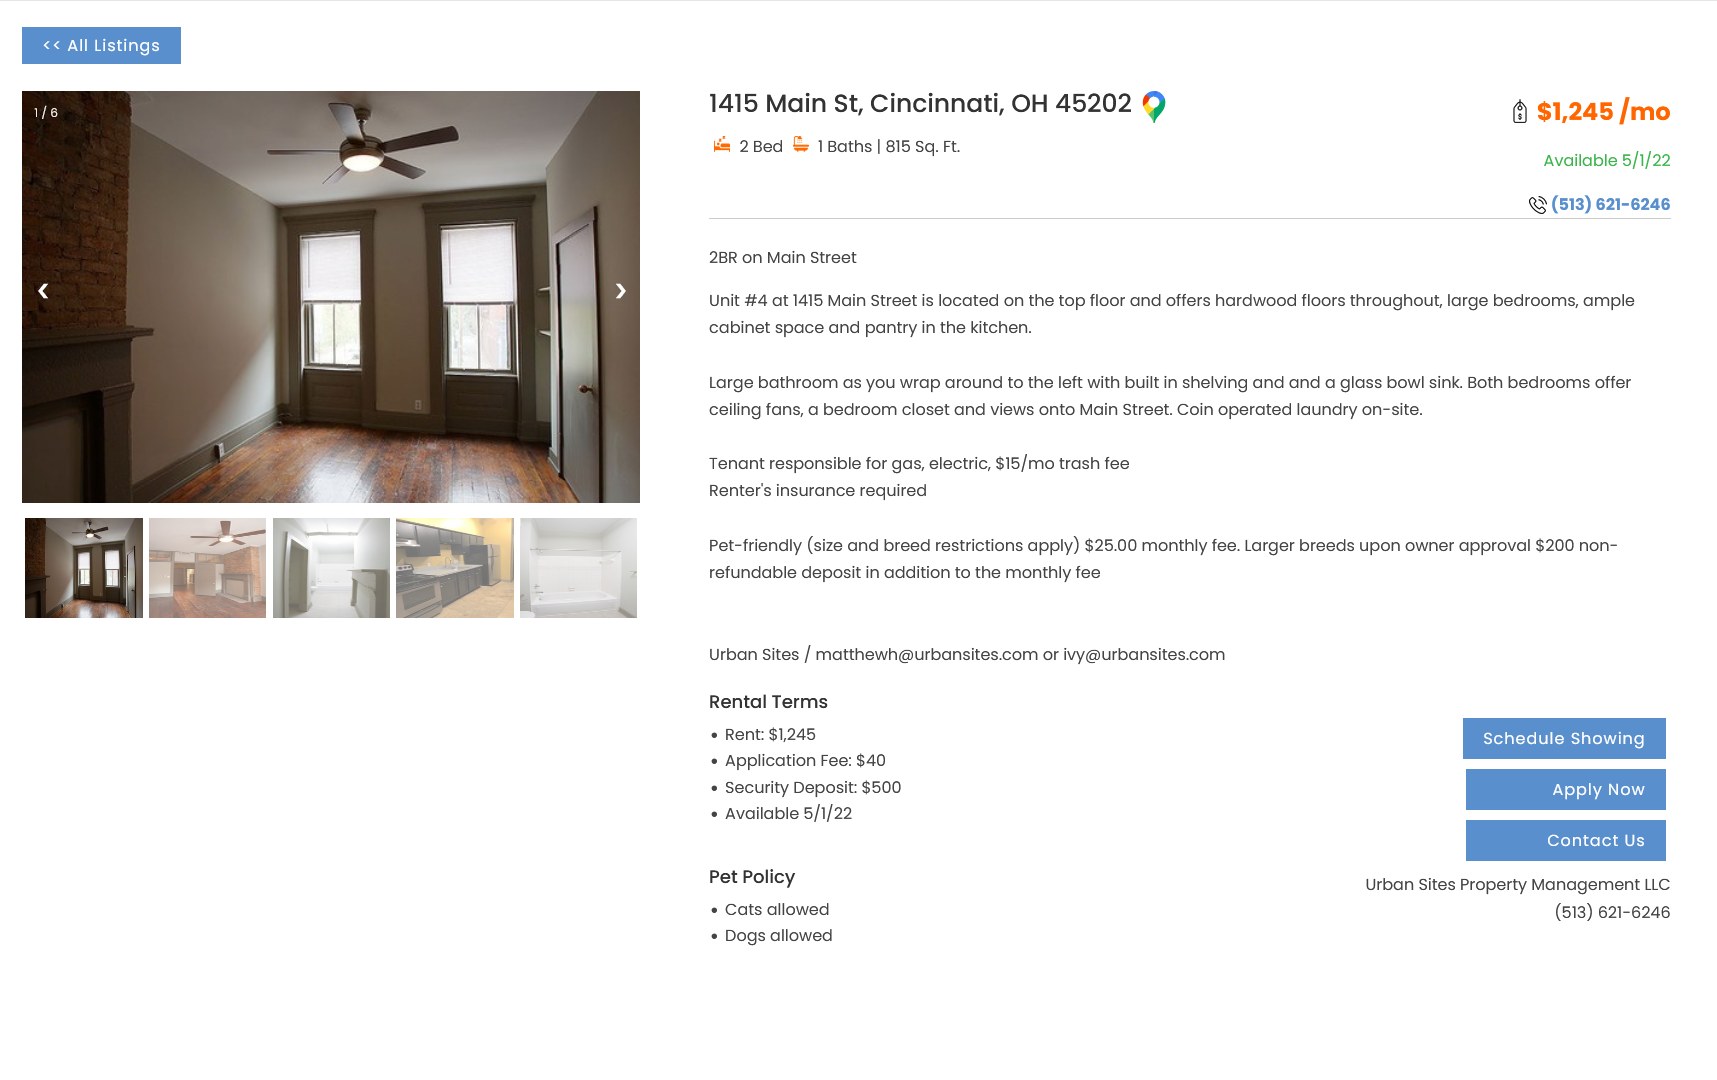 << All Listings
1 / 6
1415 Main St, Cincinnati, OH 45202
$1,245 /mo
2 Bed 1 Baths | 815 Sq. Ft.
Available 5/1/22
(513) 621-6246
2BR on Main Street
Unit #4 at 1415 Main Street is located on the top floor and offers hardwood floors throughout, large bedrooms, ample
cabinet space and pantry in the kitchen.
Large bathroom as you wrap around to the left with built in shelving and and a glass bowl sink. Both bedrooms offer
ceiling fans, a bedroom closet and views onto Main Street. Coin operated laundry on-site.
Tenant responsible for gas, electric, $15/mo trash fee
Renter's insurance required
Pet-friendly (size and breed restrictions apply) $25.00 monthly fee. Larger breeds upon owner approval $200 non-
refundable deposit in addition to the monthly fee
Urban Sites / matthewh@urbansites.com or ivy@urbansites.com
Rental Terms
• Rent: $1,245
• Application Fee: $40
• Security Deposit: $500
• Available 5/1/22
Schedule Showing
Apply Now
Contact Us
Pet Policy
• Cats allowed
• Dogs allowed
Urban Sites Property Management LLC
(513) 621-6246